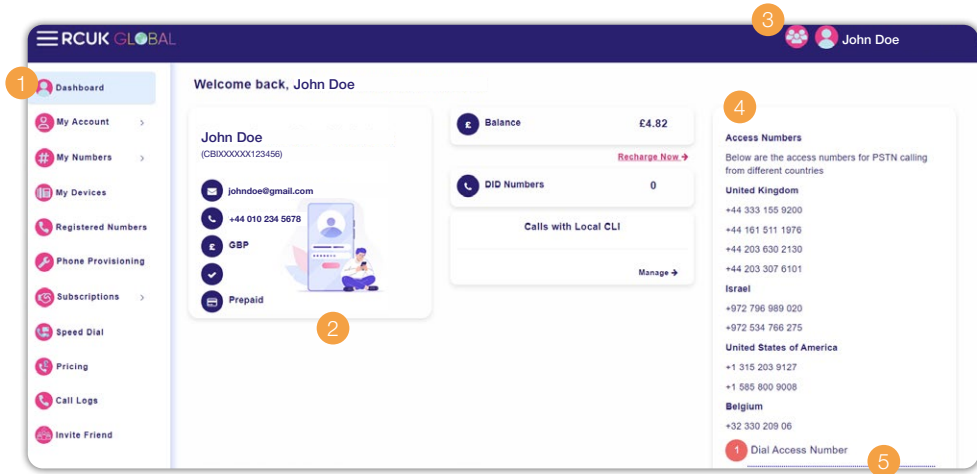 3
RCUK GLOBAL
John Doe
1
Dashboard
My Account
My Numbers
My Devices
Registered Numbers
Phone Provisioning
Subscriptions
Speed Dial
Pricing
Call Logs
Invite Friend
Welcome back, John Doe
John Doe
(CBIXXXXXX123456)
johndoe@gmail.com
+44 010 234 5678
£ GBP
Prepaid
2
£ Balance £4.82
Recharge Now →
DID Numbers 0
Calls with Local CLI
Manage →
4
Access Numbers
Below are the access numbers for PSTN calling
from different countries
United Kingdom
+44 333 155 9200
+44 161 511 1976
+44 203 630 2130
+44 203 307 6101
Israel
+972 796 989 020
+972 534 766 275
United States of America
+1 315 203 9127
+1 585 800 9008
Belgium
+32 330 209 06
1 Dial Access Number
5